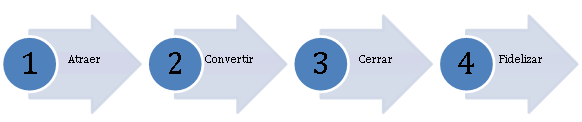 1 Atraer
2 Convertir
3 Cerrar
4 Fidelizar